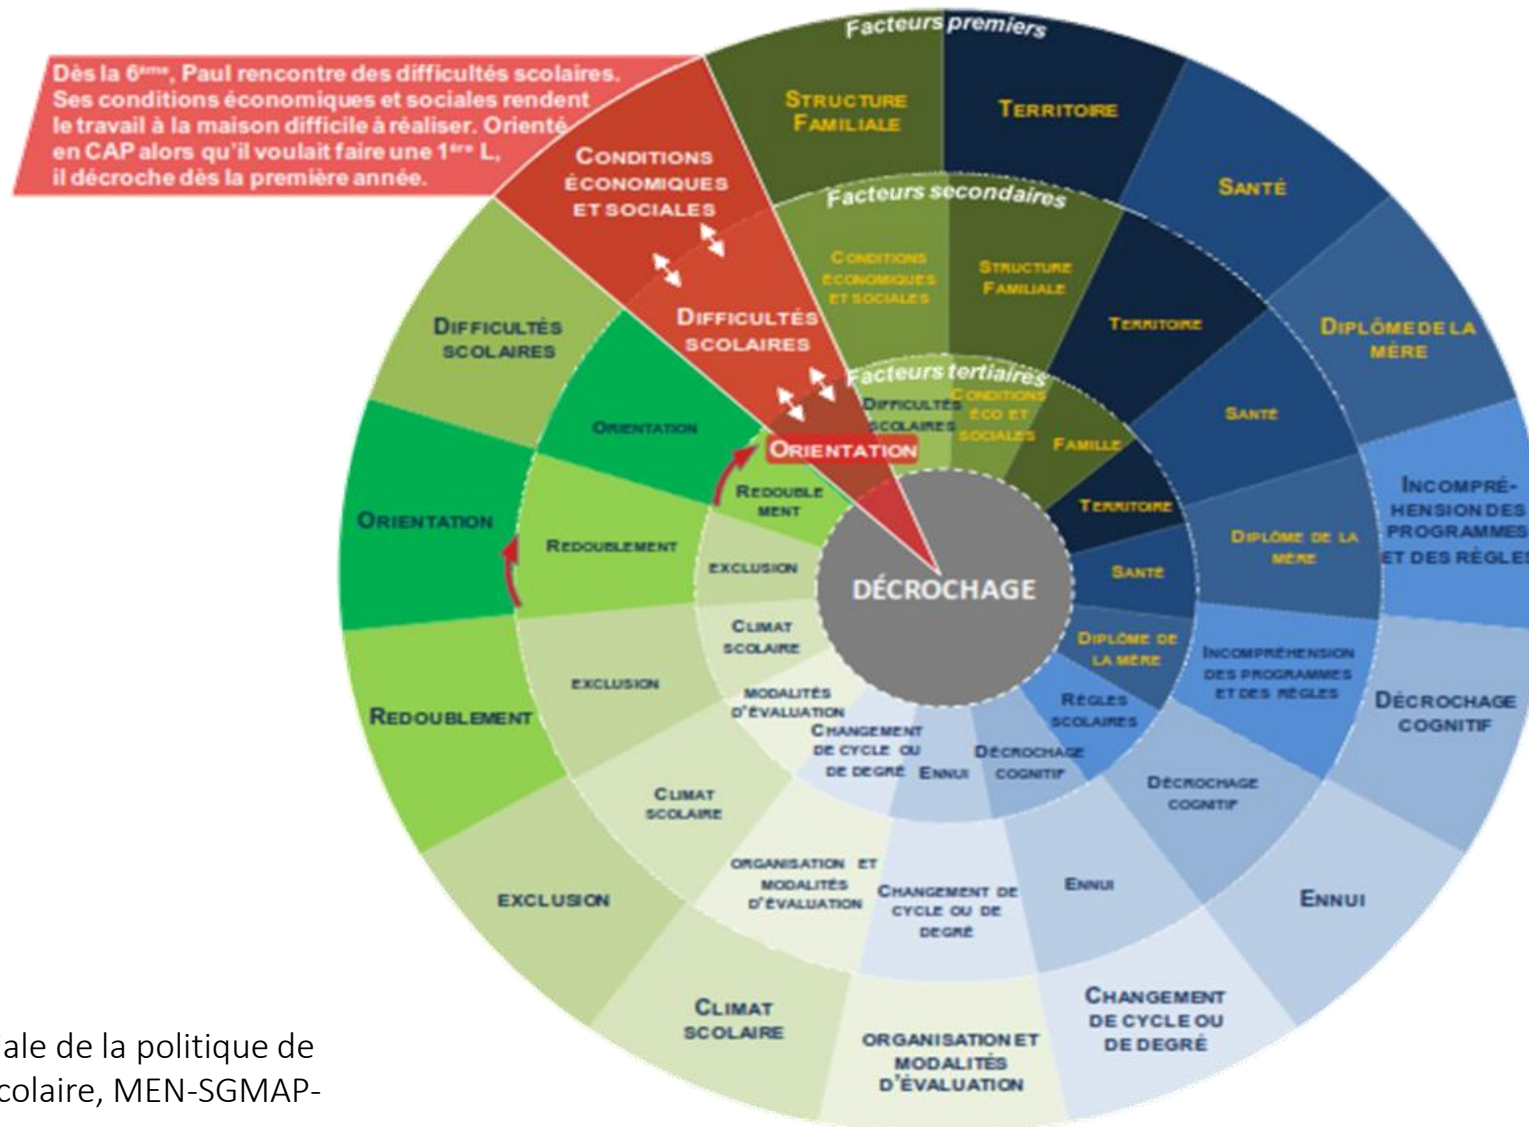 Dès la 6ème, Paul rencontre des difficultés scolaires.
Ses conditions économiques et sociales rendent
le travail à la maison difficile à réaliser. Orienté
en CAP alors qu'il voulait faire une 1ère L,
il décroche dès la première année.
Facteurs premiers
CONDITIONS
ÉCONOMIQUES
ET SOCIALES
STRUCTURE
FAMILIALE
TERRITOIRE
SANTÉ
DIPLÔME DE LA
MÈRE
INCOMPRÉ-
HENSION DES
PROGRAMMES
ET DES RÈGLES
DÉCROCHAGE
COGNITIF
ENNUI
CHANGEMENT
DE CYCLE OU
DE DEGRÉ
ORGANISATION ET
MODALITÉS
D'ÉVALUATION
CLIMAT
SCOLAIRE
EXCLUSION
REDOUBLEMENT
ORIENTATION
DIFFICULTÉS
SCOLAIRES
Facteurs secondaires
DIFFICULTÉS
SCOLAIRES
CONDITIONS
ÉCONOMIQUES
ET SOCIALES
STRUCTURE
FAMILIALE
TERRITOIRE
SANTÉ
DIPLÔME DE LA
MÈRE
INCOMPRÉHENSION
DES PROGRAMMES
ET DES RÈGLES
DÉCROCHAGE
COGNITIF
ENNUI
CHANGEMENT DE
CYCLE OU DE
DEGRÉ
ORGANISATION ET
MODALITÉS
D'ÉVALUATION
CLIMAT
SCOLAIRE
EXCLUSION
REDOUBLEMENT
ORIENTATION
Facteurs tertiaires
ORIENTATION
DIFFICULTÉS
SCOLAIRES
CONDITIONS
ÉCO ET
SOCIALES
FAMILLE
TERRITOIRE
SANTÉ
DIPLÔME DE
LA MÈRE
RÈGLES
SCOLAIRES
DÉCROCHAGE
COGNITIF
ENNUI
CHANGEMENT
DE CYCLE OU
DE DEGRÉ
MODALITÉS
D'ÉVALUATION
CLIMAT
SCOLAIRE
EXCLUSION
REDOUBLE
MENT
DÉCROCHAGE
ale de la politique de
colaire, MEN-SGMAP-